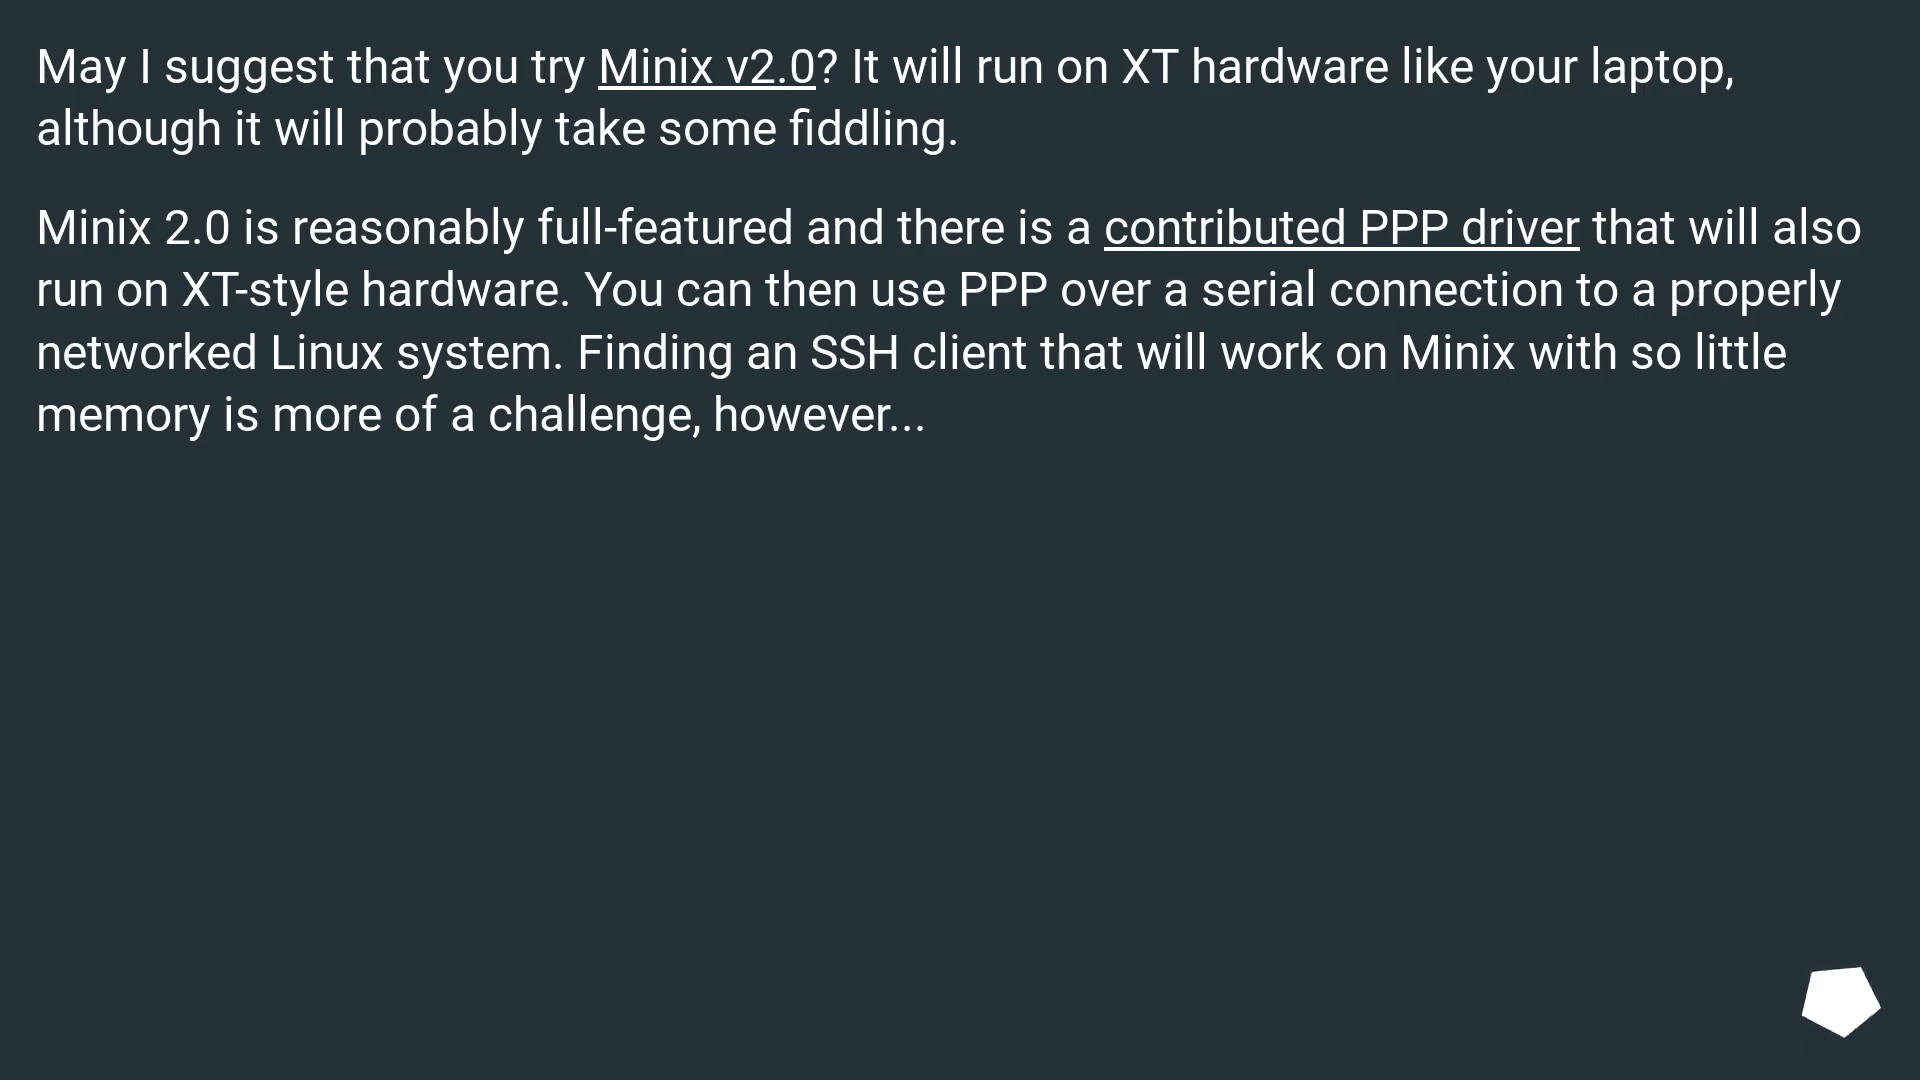 May I suggest that you try Minix v2.0? It will run on XT hardware like your laptop,
although it will probably take some fiddling.
Minix 2.0 is reasonably full-featured and there is a contributed PPP driver that will also
run on XT-style hardware. You can then use PPP over a serial connection to a properly
networked Linux system. Finding an SSH client that will work on Minix with so little
memory is more of a challenge, however...